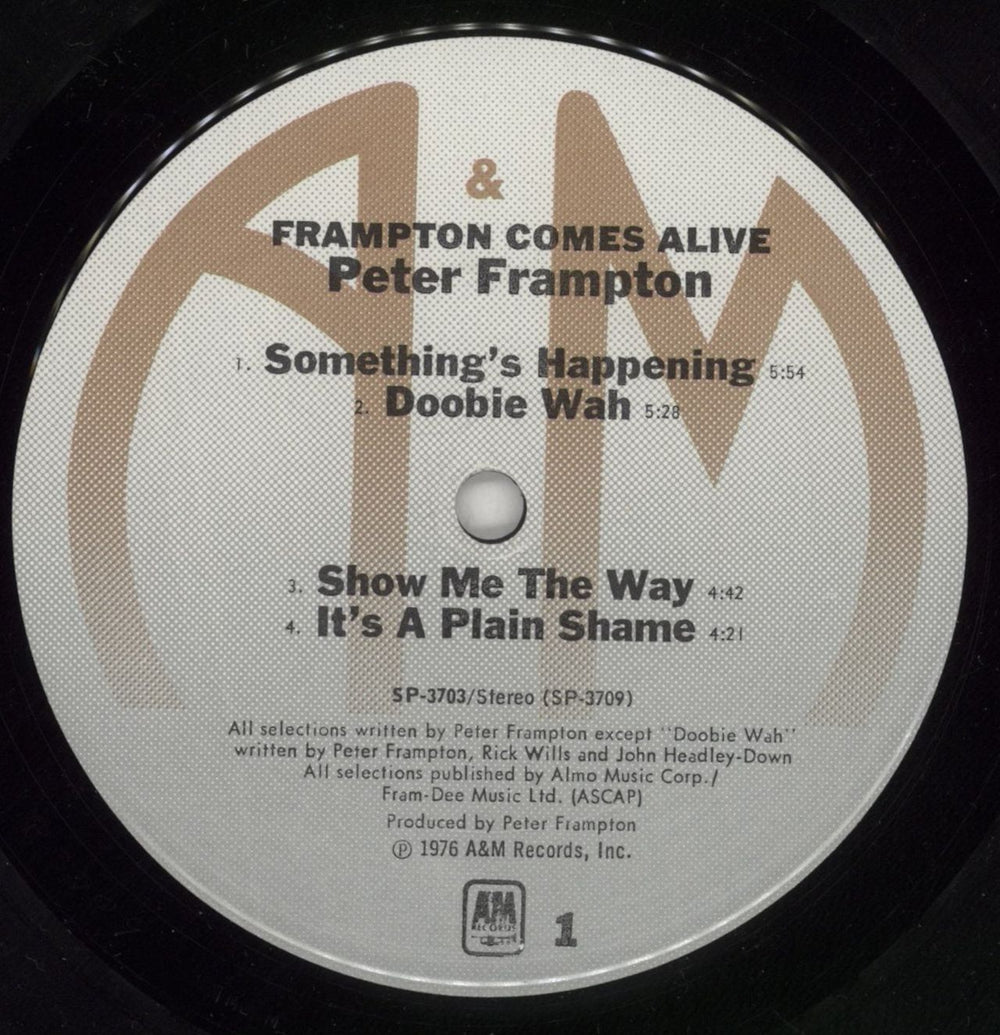 A & M
FRAMPTON COMES ALIVE
Peter Frampton
1. Something's Happening 5:54
2. Doobie Wah 5:28
3. Show Me The Way 4:42
4. It's A Plain Shame 4:21
SP-3703/Stereo (SP-3709)
All selections written by Peter Frampton except "Doobie Wah"
written by Peter Frampton, Rick Wills and John Headley-Down
All selections published by Almo Music Corp./
Fram-Dee Music Ltd. (ASCAP)
Produced by Peter Frampton
℗ 1976 A&M Records, Inc.
AM
RECORDS
1